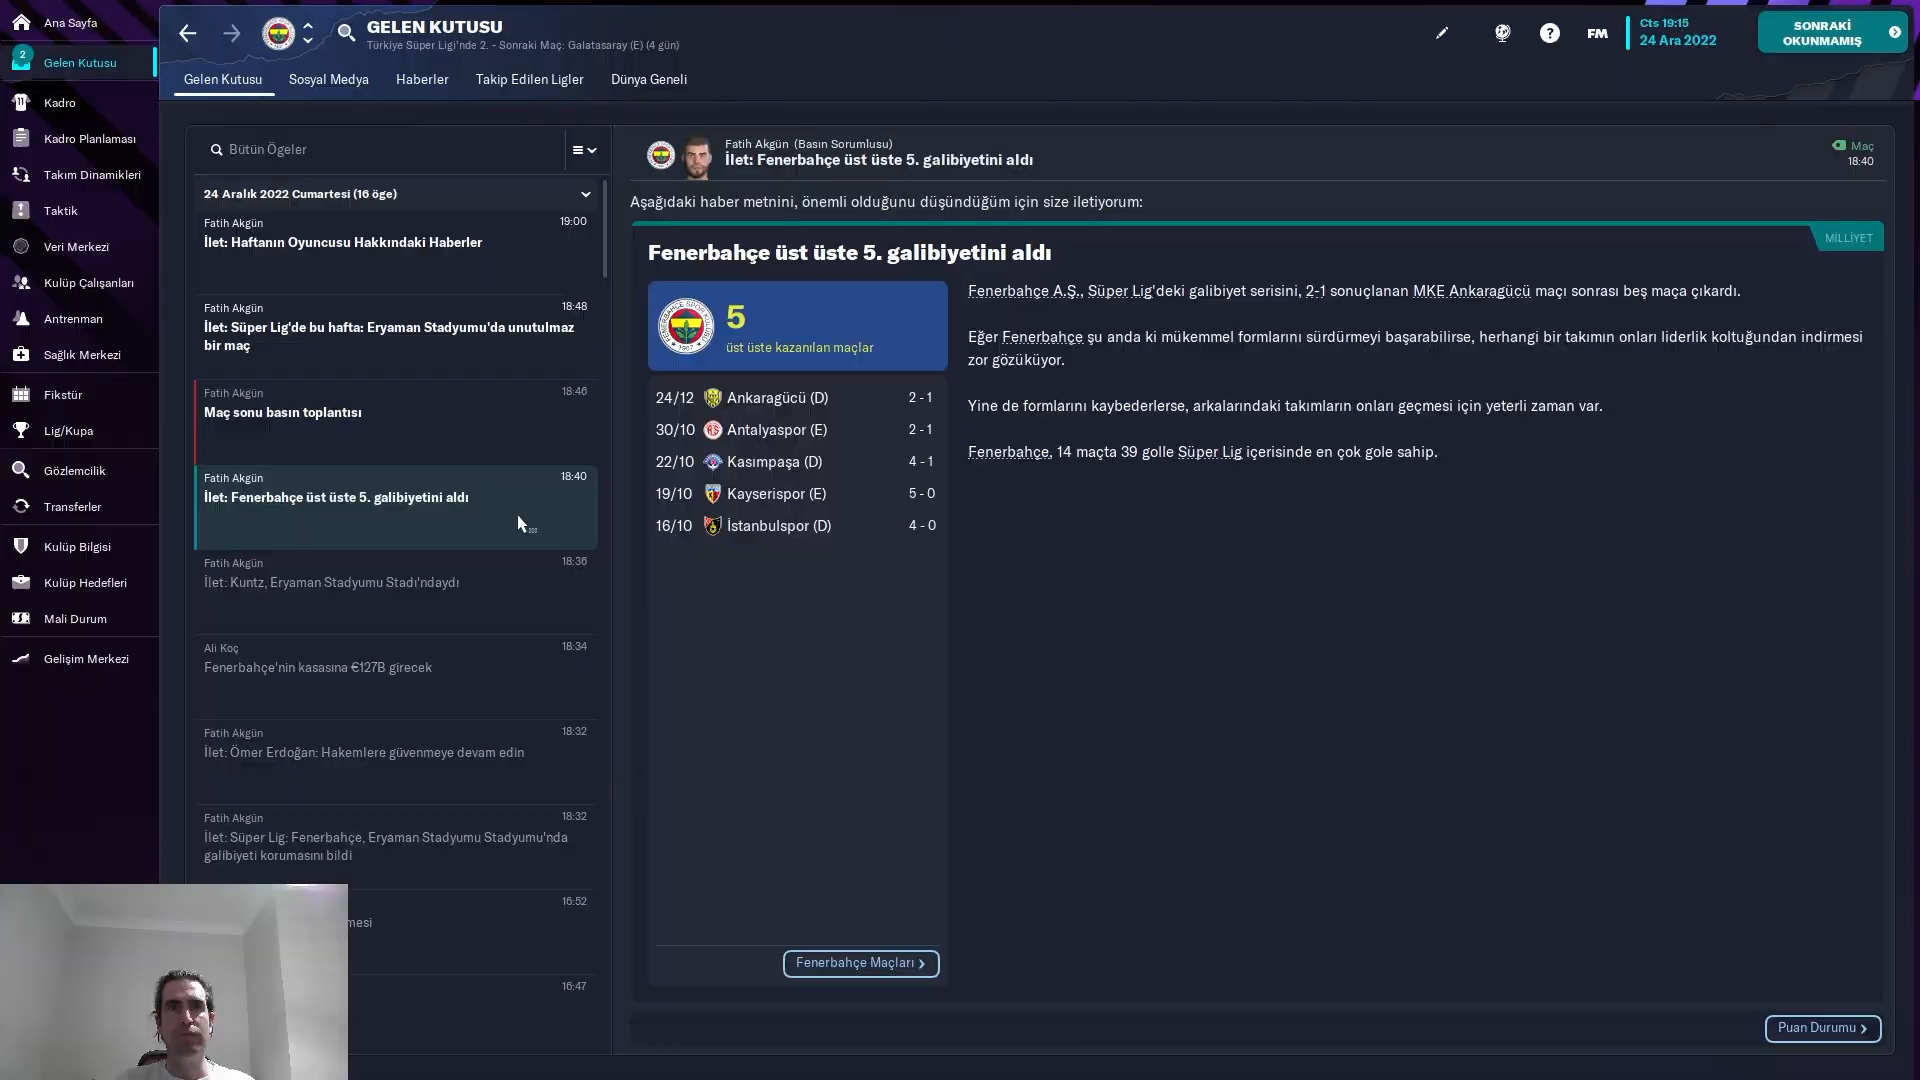 Ana Sayfa
2
Gelen Kutusu
Kadro
Kadro Planlaması
Takım Dinamikleri
Taktik
Veri Merkezi
Kulüp Çalışanları
Antrenman
Sağlık Merkezi
Fikstür
Lig/Kupa
Gözlemcilik
Transferler
Kulüp Bilgisi
Kulüp Hedefleri
Mali Durum
Gelişim Merkezi
GELEN KUTUSU
Türkiye Süper Ligi'nde 2. - Sonraki Maç: Galatasaray (E) (4 gün)
FM
Cts 19:15
24 Ara 2022
SONRAKİ
OKUNMAMIŞ
Gelen Kutusu
Sosyal Medya
Haberler
Takip Edilen Ligler
Dünya Geneli
Bütün Ögeler
24 Aralık 2022 Cumartesi (16 öge)
Fatih Akgün 19:00
İlet: Haftanın Oyuncusu Hakkındaki Haberler
Fatih Akgün 18:48
İlet: Süper Lig'de bu hafta: Eryaman Stadyumu'da unutulmaz
bir maç
Fatih Akgün 18:46
Maç sonu basın toplantısı
Fatih Akgün 18:40
İlet: Fenerbahçe üst üste 5. galibiyetini aldı
Fatih Akgün 18:36
İlet: Kuntz, Eryaman Stadyumu Stadı'ndaydı
Ali Koç 18:34
Fenerbahçe'nin kasasına €127B girecek
Fatih Akgün 18:32
İlet: Ömer Erdoğan: Hakemlere güvenmeye devam edin
Fatih Akgün 18:32
İlet: Süper Lig: Fenerbahçe, Eryaman Stadyumu Stadyumu'nda
galibiyeti korumasını bildi
16:52
mesi
16:47
Fatih Akgün (Basın Sorumlusu)
İlet: Fenerbahçe üst üste 5. galibiyetini aldı
Maç
18:40
Aşağıdaki haber metnini, önemli olduğunu düşündüğüm için size iletiyorum:
MİLLİYET
Fenerbahçe üst üste 5. galibiyetini aldı
5
üst üste kazanılan maçlar
24/12 Ankaragücü (D) 2 - 1
30/10 Antalyaspor (E) 2 - 1
22/10 Kasımpaşa (D) 4 - 1
19/10 Kayserispor (E) 5 - 0
16/10 İstanbulspor (D) 4 - 0
Fenerbahçe Maçları
Fenerbahçe A.Ş., Süper Lig'deki galibiyet serisini, 2-1 sonuçlanan MKE Ankaragücü maçı sonrası beş maça çıkardı.
Eğer Fenerbahçe şu anda ki mükemmel formlarını sürdürmeyi başarabilirse, herhangi bir takımın onları liderlik koltuğundan indirmesi
zor gözüküyor.
Yine de formlarını kaybederlerse, arkalarındaki takımların onları geçmesi için yeterli zaman var.
Fenerbahçe, 14 maçta 39 golle Süper Lig içerisinde en çok gole sahip.
Puan Durumu